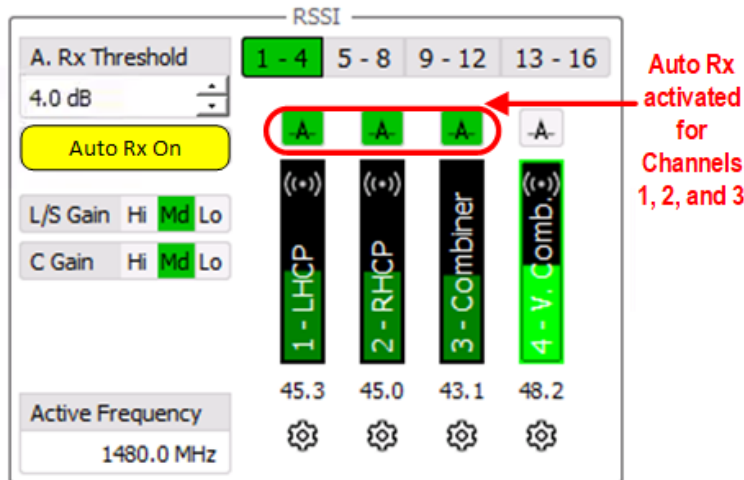 RSSI
A. Rx Threshold
4.0 dB
Auto Rx On
L/S Gain Hi Md Lo
C Gain Hi Md Lo
Active Frequency
1480.0 MHz
1 - 4 5 - 8 9 - 12 13 - 16
A A A A
1 - LHCP
2 - RHCP
3 - Combiner
4 - V. Comb.
45.3 45.0 43.1 48.2
Auto Rx
activated
for
Channels
1, 2, and 3